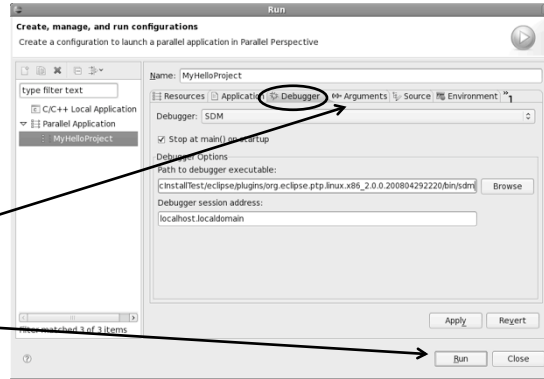 Run
Create, manage, and run configurations
Create a configuration to launch a parallel application in Parallel Perspective
Name: MyHelloProject
type filter text
Resources Application Debugger Arguments Source Environment »1
C/C++ Local Application
Parallel Application
MyHelloProject
Debugger: SDM
Stop at main() on startup
Debugger Options
Path to debugger executable:
cInstallTest/eclipse/plugins/org.eclipse.ptp.linux.x86_2.0.0.200804292220/bin/sdm Browse
Debugger session address:
localhost.localdomain
Apply Revert
Filter matched 3 of 3 items
Run Close